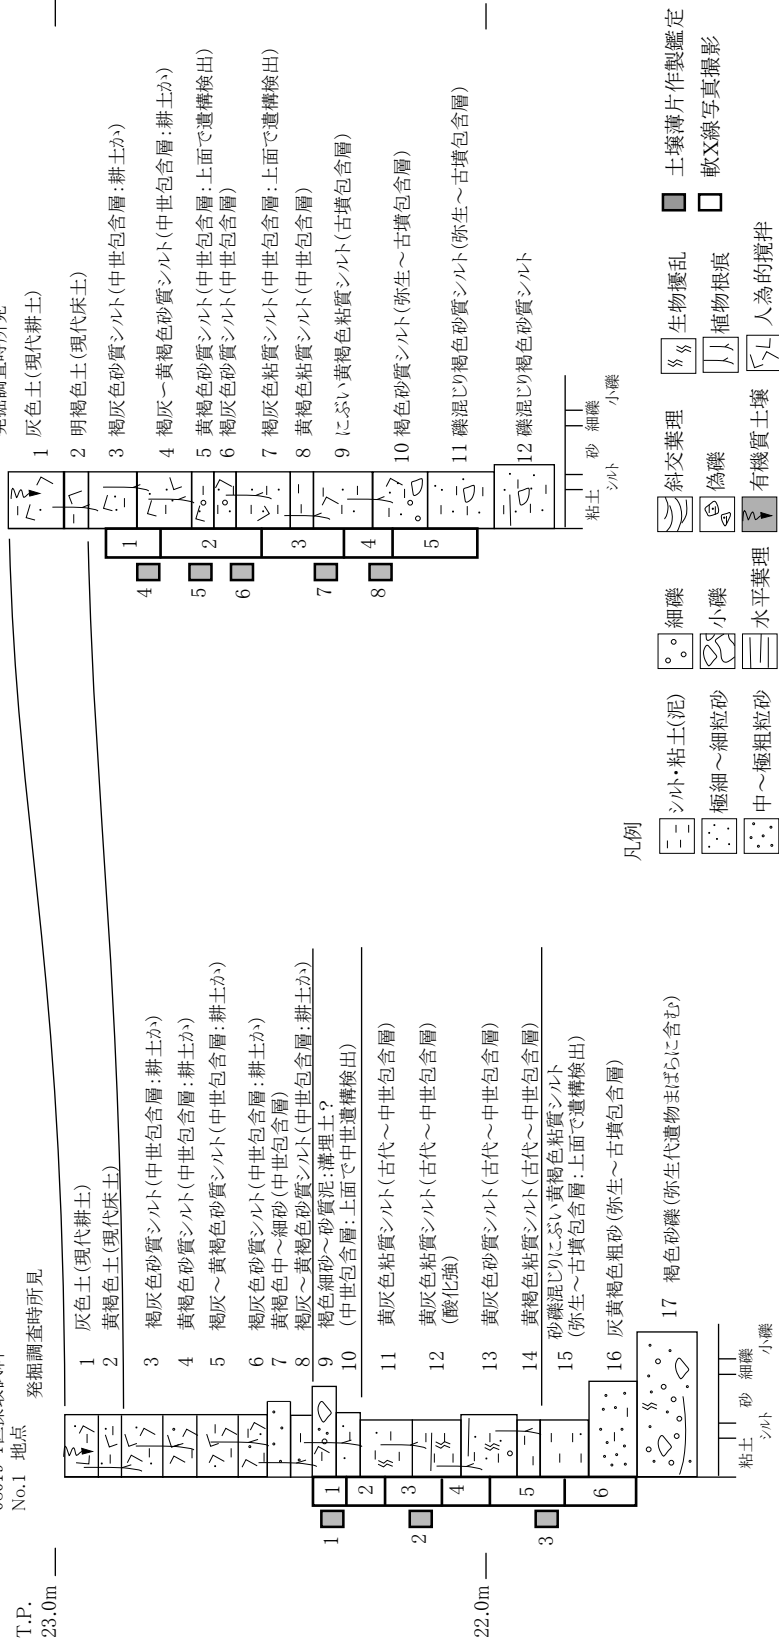 No.1 地点
発掘調査時所見
T.P.
23.0m
22.0m
1 灰色土(現代耕土)
2 黄褐色土(現代床土)
3 褐灰色砂質シルト(中世包含層:耕土か)
4 黄褐色砂質シルト(中世包含層:耕土か)
5 褐灰～黄褐色砂質シルト(中世包含層:耕土か)
6 褐灰色砂質シルト(中世包含層:耕土か)
7 黄褐色中～細砂(中世包含層)
8 褐灰～黄褐色砂質シルト(中世包含層:耕土か)
9 褐色細砂～砂質泥:溝埋土?
10 (中世包含層:上面で中世遺構検出)
11 黄灰色粘質シルト(古代～中世包含層)
12 黄灰色粘質シルト(古代～中世包含層)
(酸化強)
13 黄灰色砂質シルト(古代～中世包含層)
14 黄褐色粘質シルト(古代～中世包含層)
15 砂礫混じりにぶい黄褐色粘質シルト
(弥生～古墳包含層:上面で遺構検出)
16 灰黄褐色粗砂(弥生～古墳包含層)
17 褐色砂礫(弥生代遺物まばらに含む)
1
2
3
4
5
6
1
2
3
粘土
シルト
砂
細礫
小礫
1 灰色土(現代耕土)
2 明褐色土(現代床土)
3 褐灰色砂質シルト(中世包含層:耕土か)
4 褐灰～黄褐色砂質シルト(中世包含層:耕土か)
5 黄褐色砂質シルト(中世包含層:上面で遺構検出)
6 褐灰色砂質シルト(中世包含層)
7 褐灰色粘質シルト(中世包含層:上面で遺構検出)
8 黄褐色粘質シルト(中世包含層)
9 にぶい黄褐色粘質シルト(古墳包含層)
10 褐色砂質シルト(弥生～古墳包含層)
11 礫混じり褐色砂質シルト(弥生～古墳包含層)
12 礫混じり褐色砂質シルト
1
2
3
4
5
4
5
6
7
8
粘土
シルト
砂
細礫
小礫
凡例
シルト・粘土(泥)
極細～細粒砂
中～極粗粒砂
細礫
小礫
水平葉理
斜交葉理
偽礫
有機質土壌
生物擾乱
植物根痕
人為的撹拌
土壌薄片作製鑑定
軟X線写真撮影